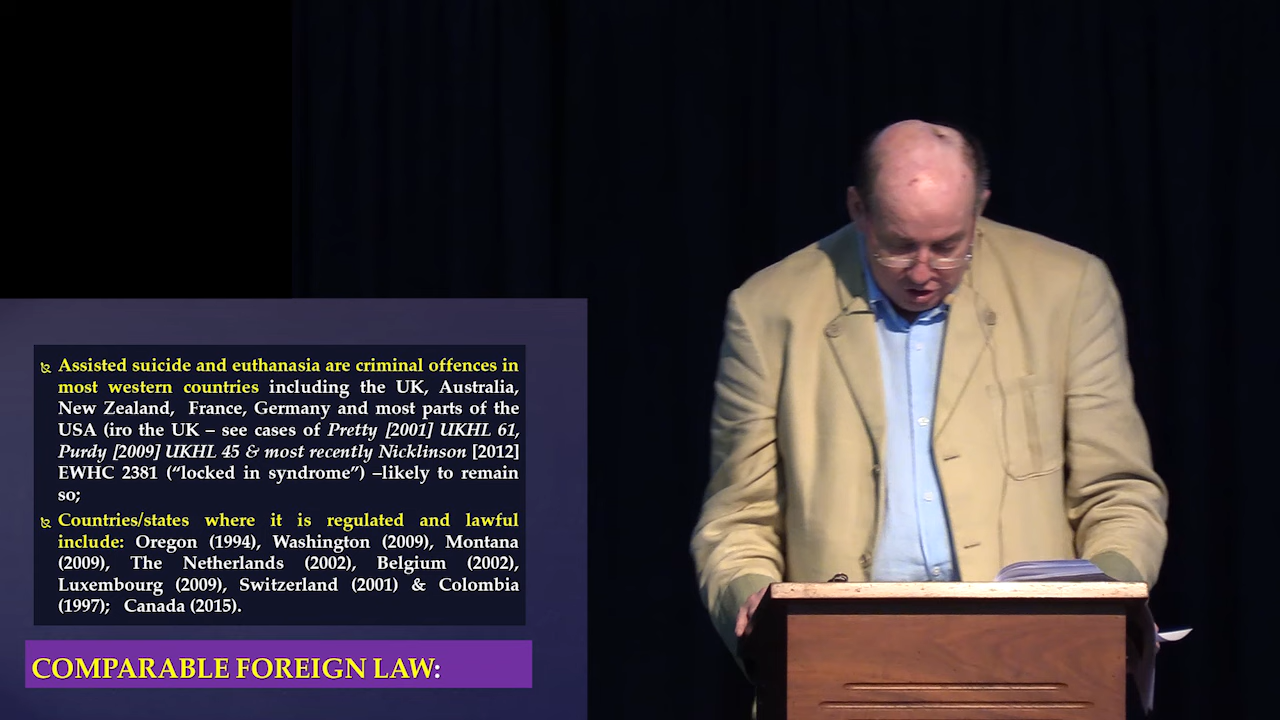 Assisted suicide and euthanasia are criminal offences in
most western countries including the UK, Australia,
New Zealand, France, Germany and most parts of the
USA (iro the UK – see cases of Pretty [2001] UKHL 61,
Purdy [2009] UKHL 45 & most recently Nicklinson [2012]
EWHC 2381 (“locked in syndrome”) –likely to remain
so;
Countries/states where it is regulated and lawful
include: Oregon (1994), Washington (2009), Montana
(2009), The Netherlands (2002), Belgium (2002),
Luxembourg (2009), Switzerland (2001) & Colombia
(1997); Canada (2015).
COMPARABLE FOREIGN LAW: